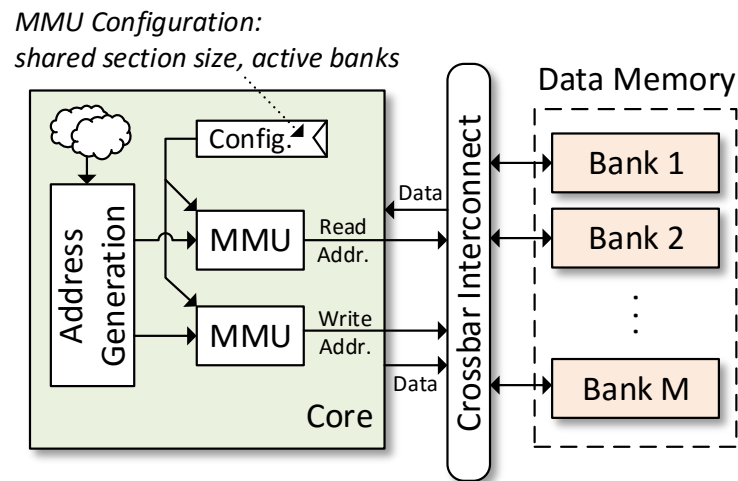 MMU Configuration:
shared section size, active banks
Config.
Address
Generation
MMU
Read
Addr.
MMU
Write
Addr.
Core
Data
Data
Crossbar Interconnect
Data Memory
Bank 1
Bank 2
Bank M